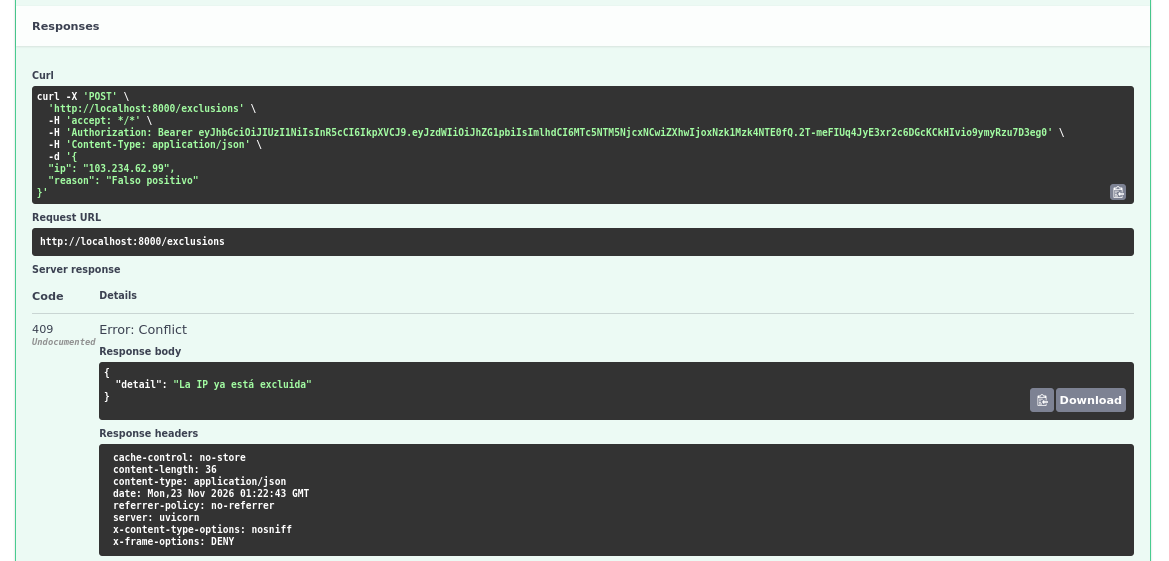 Responses
Curl
curl -X 'POST' \
  'http://localhost:8000/exclusions' \
  -H 'accept: */*' \
  -H 'Authorization: Bearer eyJhbGciOiJIUzI1NiIsInR5cCI6IkpXVCJ9.eyJzdWIiOiJhZG1pbiIsImlhdCI6MTc5NTM5NjcxNCwiZXhwIjoxNzk1Mzk4NTE0fQ.2T-meFIUq4JyE3xr2c6DGcKCkHIvio9ymyRzu7D3eg0' \
  -H 'Content-Type: application/json' \
  -d '{
  "ip": "103.234.62.99",
  "reason": "Falso positivo"
}'
Request URL
http://localhost:8000/exclusions
Server response
Code Details
409 Error: Conflict
Undocumented
Response body
{
  "detail": "La IP ya está excluida"
}
Download
Response headers
cache-control: no-store
content-length: 36
content-type: application/json
date: Mon,23 Nov 2026 01:22:43 GMT
referrer-policy: no-referrer
server: uvicorn
x-content-type-options: nosniff
x-frame-options: DENY